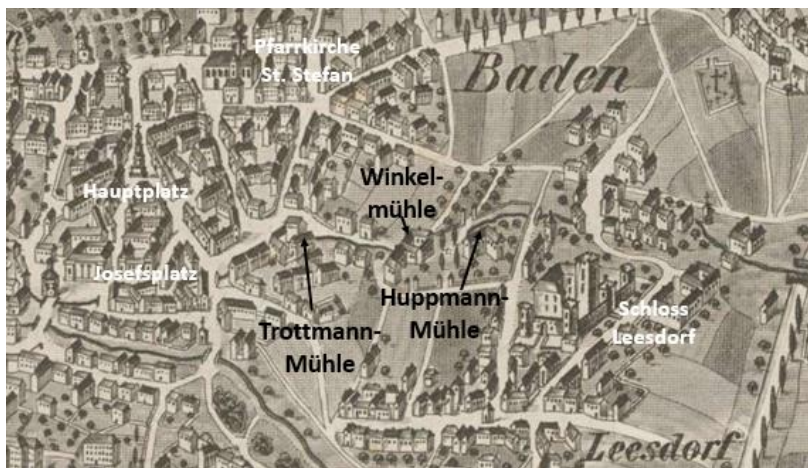 Pfarrkirche
St. Stefan
Baden
Winkel-
mühle
Hauptplatz
Josefsplatz
Huppmann-
Mühle
Trottmann-
Mühle
Schloss
Leesdorf
Leesdorf